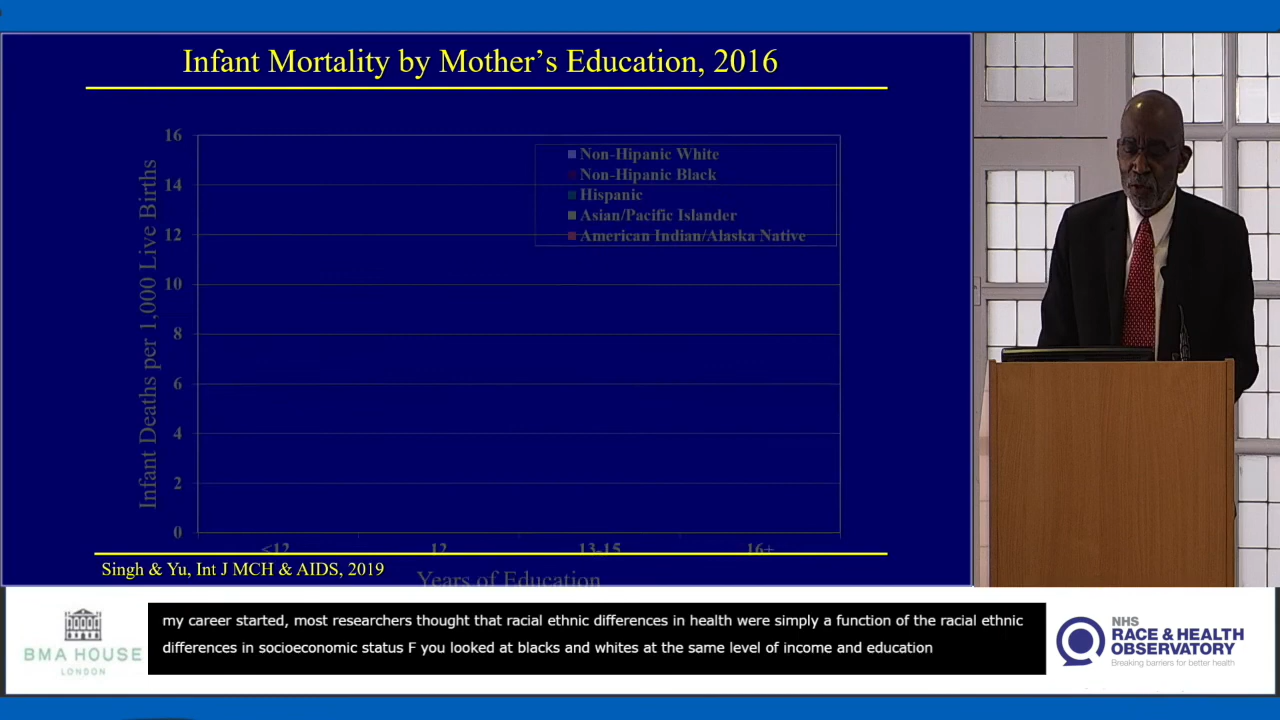 Infant Mortality by Mother’s Education, 2016
16
14
12
10
8
6
4
2
0
Infant Deaths per 1,000 Live Births
Non-Hipanic White
Non-Hipanic Black
Hispanic
Asian/Pacific Islander
American Indian/Alaska Native
<12
12
13-15
16+
Years of Education
Singh & Yu, Int J MCH & AIDS, 2019
BMA HOUSE
LONDON
my career started, most researchers thought that racial ethnic differences in health were simply a function of the racial ethnic
differences in socioeconomic status F you looked at blacks and whites at the same level of income and education
NHS
RACE & HEALTH
OBSERVATORY
Breaking barriers for better health